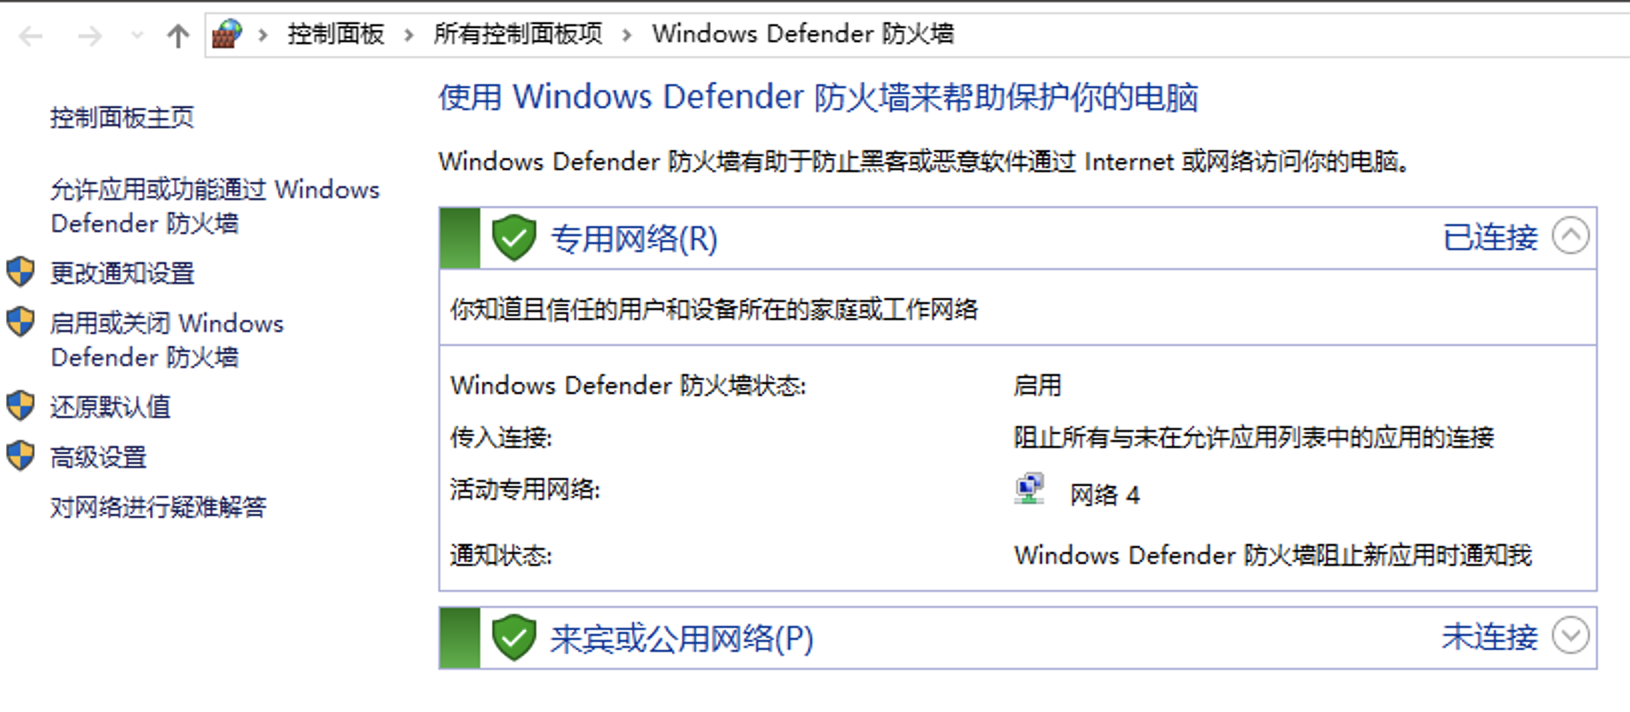 控制面板 › 所有控制面板项 › Windows Defender 防火墙
控制面板主页
允许应用或功能通过 Windows
Defender 防火墙
更改通知设置
启用或关闭 Windows
Defender 防火墙
还原默认值
高级设置
对网络进行疑难解答
使用 Windows Defender 防火墙来帮助保护你的电脑
Windows Defender 防火墙有助于防止黑客或恶意软件通过 Internet 或网络访问你的电脑。
专用网络(R) 已连接
你知道且信任的用户和设备所在的家庭或工作网络
Windows Defender 防火墙状态: 启用
传入连接: 阻止所有与未在允许应用列表中的应用的连接
活动专用网络: 网络 4
通知状态: Windows Defender 防火墙阻止新应用时通知我
来宾或公用网络(P) 未连接